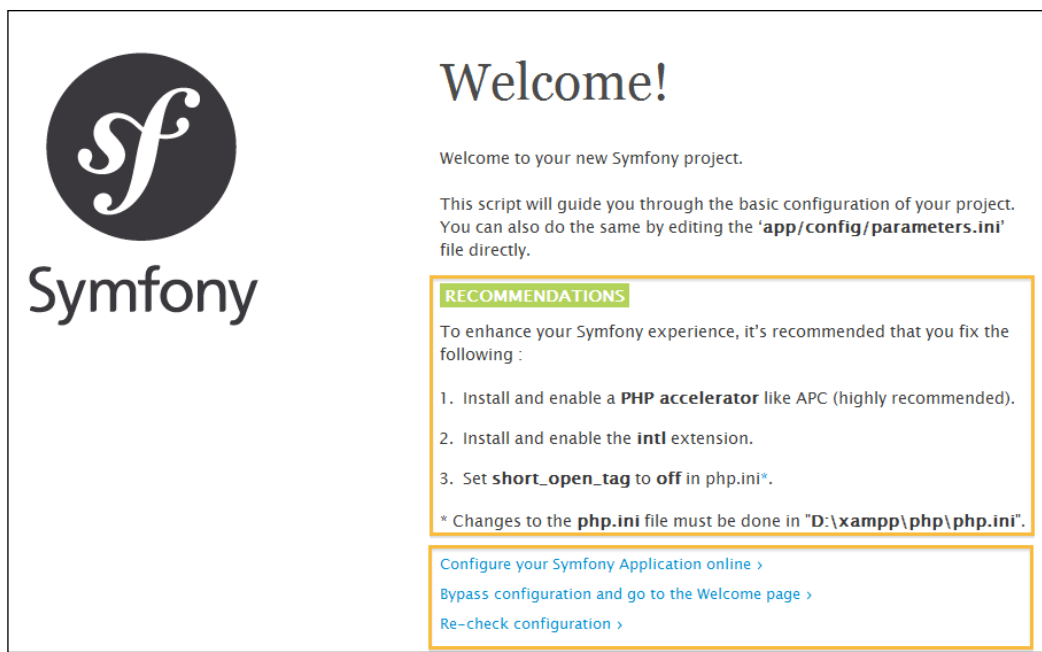 sf
Symfony
Welcome!
Welcome to your new Symfony project.
This script will guide you through the basic configuration of your project.
You can also do the same by editing the ‘app/config/parameters.ini’
file directly.
RECOMMENDATIONS
To enhance your Symfony experience, it’s recommended that you fix the
following :
1. Install and enable a PHP accelerator like APC (highly recommended).
2. Install and enable the intl extension.
3. Set short_open_tag to off in php.ini*.
* Changes to the php.ini file must be done in "D:\xampp\php\php.ini".
Configure your Symfony Application online ›
Bypass configuration and go to the Welcome page ›
Re-check configuration ›